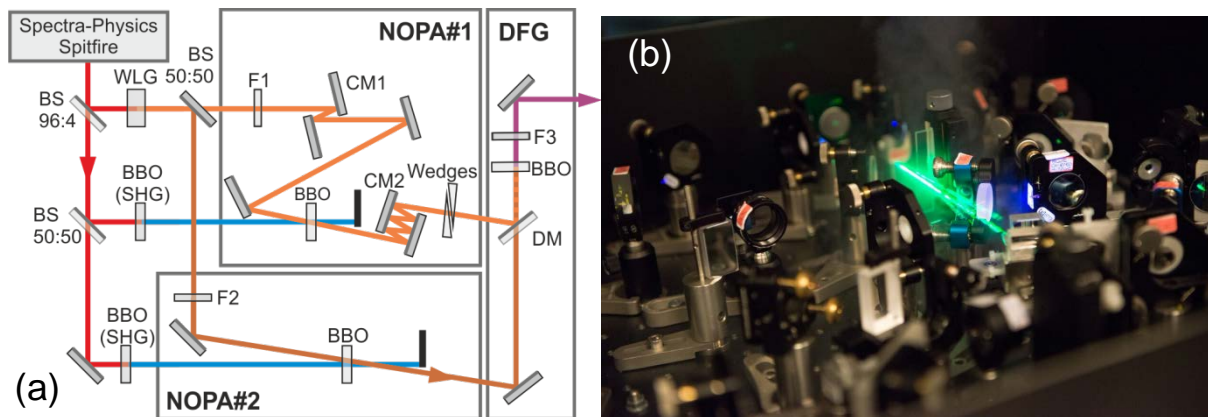 Spectra-Physics
Spitfire
BS
96:4
WLG
BS
50:50
NOPA#1
F1
CM1
DFG
F3
BBO
BBO
(SHG)
BS
50:50
BBO
CM2
Wedges
DM
F2
BBO
(SHG)
BBO
NOPA#2
(a)
(b)